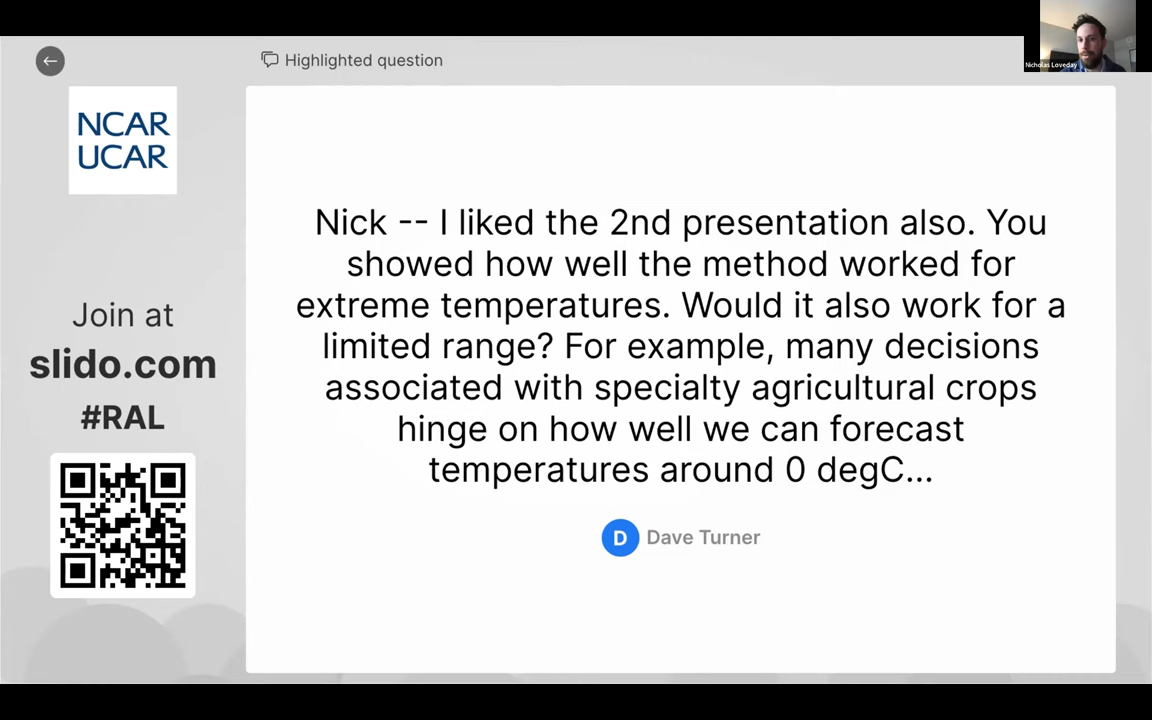 Nicholas Loveday
Highlighted question
NCAR
UCAR
Join at
slido.com
#RAL
Nick -- I liked the 2nd presentation also. You
showed how well the method worked for
extreme temperatures. Would it also work for a
limited range? For example, many decisions
associated with specialty agricultural crops
hinge on how well we can forecast
temperatures around 0 degC...
D Dave Turner